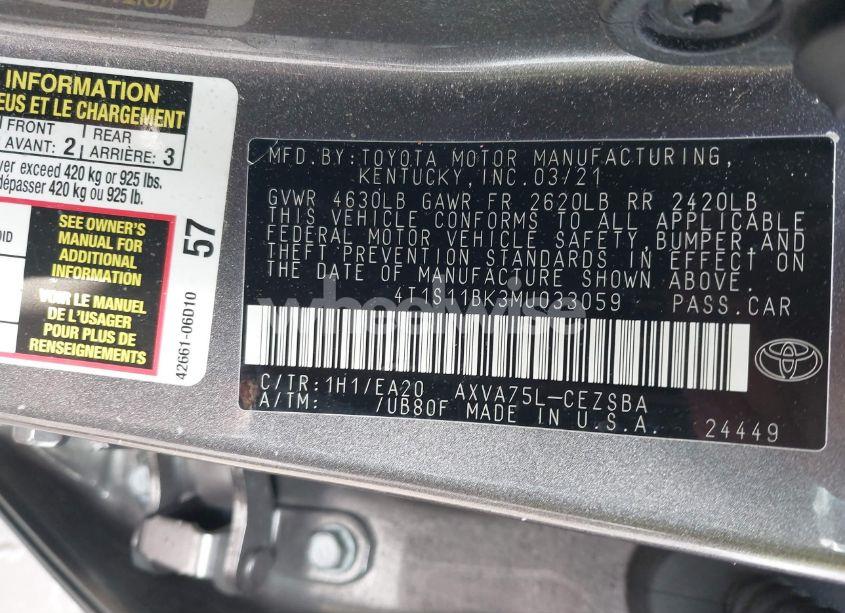 INFORMATION
EUS ET LE CHARGEMENT
FRONT
AVANT: 2
REAR
ARRIÈRE: 3
exceed 420 kg or 925 lbs.
dépasser 420 kg ou 925 lb.
SEE OWNER'S
MANUAL FOR
ADDITIONAL
INFORMATION
VOIR LE MANUEL
DE L'USAGER
POUR PLUS DE
RENSEIGNEMENTS
57
42661-06D10
MFD.BY:TOYOTA MOTOR MANUFACTURING,
KENTUCKY,INC.03/21
GVWR 4630LB GAWR FR 2620LB RR 2420LB
THIS VEHICLE CONFORMS TO ALL APPLICABLE
FEDERAL MOTOR VEHICLE SAFETY,BUMPER,AND
THEFT PREVENTION STANDARDS IN EFFECT ON
THE DATE OF MANUFACTURE SHOWN ABOVE.
4T1S11BK3MU033059 PASS.CAR
wheelwise
C/TR:1H1/EA20 AXVA75L-CEZSBA
A/TM: /UB80F MADE IN U.S.A.
24449